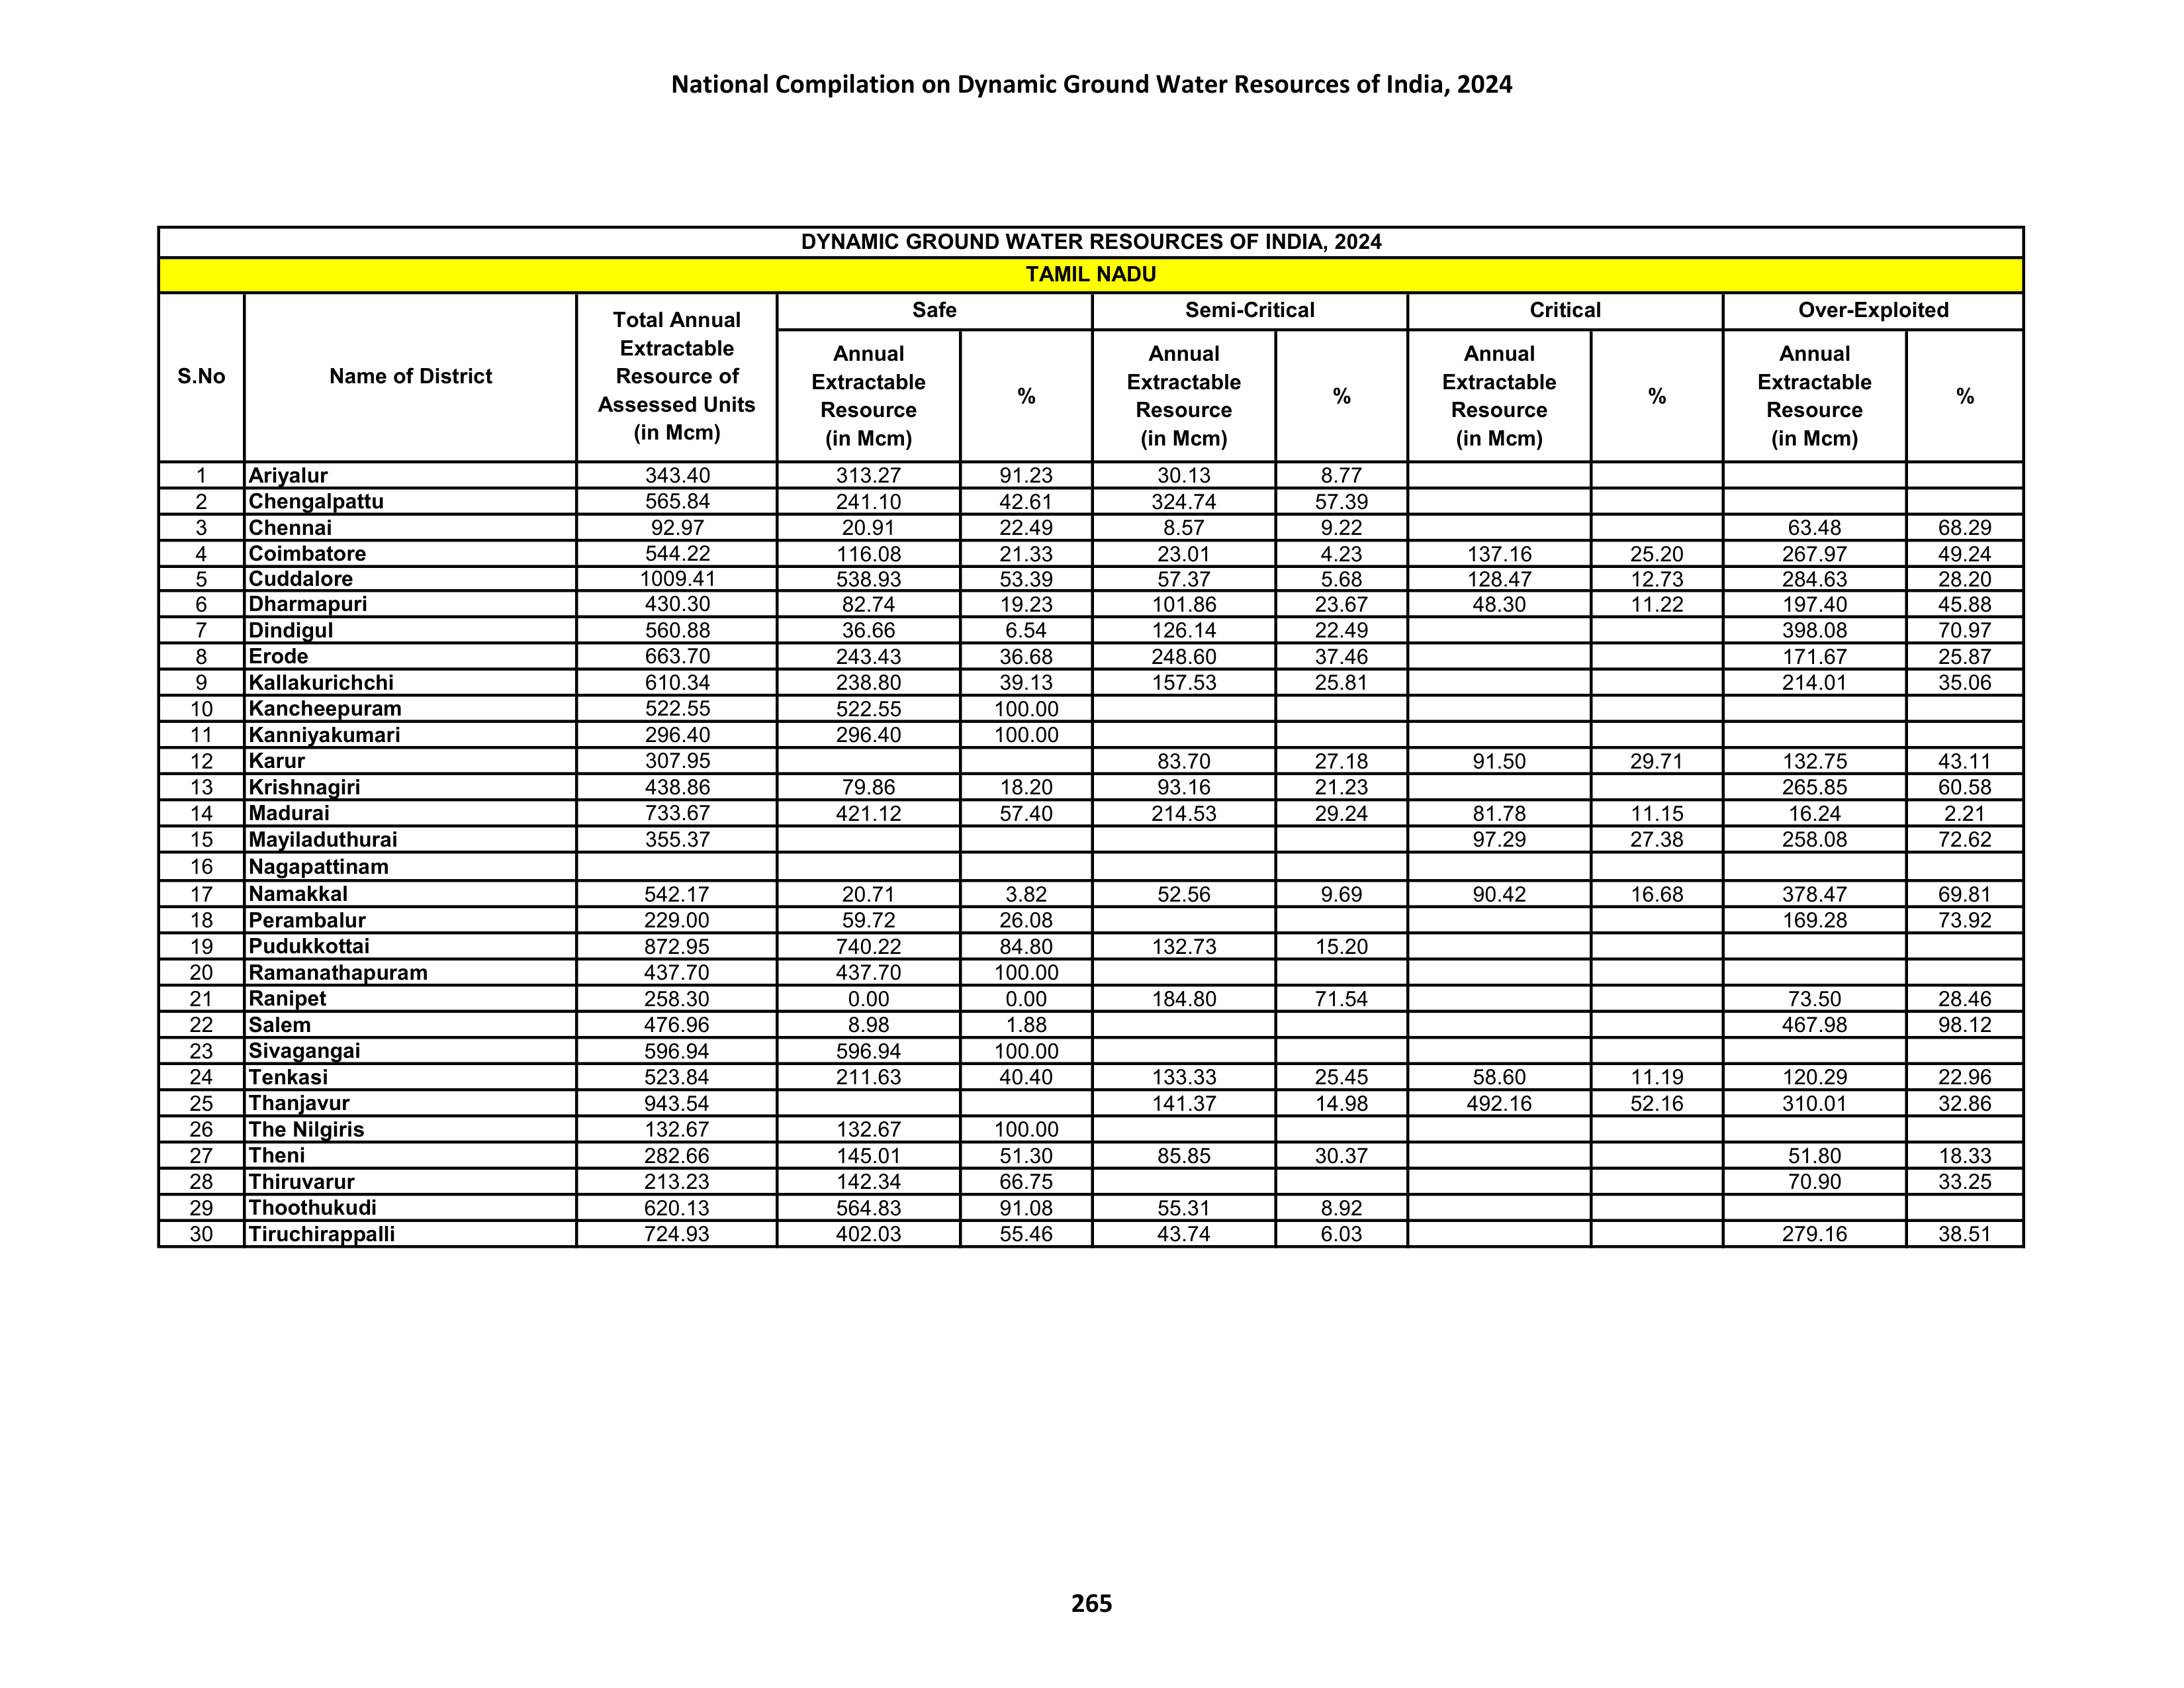 National Compilation on Dynamic Ground Water Resources of India, 2024
DYNAMIC GROUND WATER RESOURCES OF INDIA, 2024
TAMIL NADU
S.No Name of District Total Annual Extractable Resource of Assessed Units (in Mcm) Safe Semi-Critical Critical Over-Exploited
Annual Extractable Resource (in Mcm) % Annual Extractable Resource (in Mcm) % Annual Extractable Resource (in Mcm) % Annual Extractable Resource (in Mcm) %
1 Ariyalur 343.40 313.27 91.23 30.13 8.77
2 Chengalpattu 565.84 241.10 42.61 324.74 57.39
3 Chennai 92.97 20.91 22.49 8.57 9.22 63.48 68.29
4 Coimbatore 544.22 116.08 21.33 23.01 4.23 137.16 25.20 267.97 49.24
5 Cuddalore 1009.41 538.93 53.39 57.37 5.68 128.47 12.73 284.63 28.20
6 Dharmapuri 430.30 82.74 19.23 101.86 23.67 48.30 11.22 197.40 45.88
7 Dindigul 560.88 36.66 6.54 126.14 22.49 398.08 70.97
8 Erode 663.70 243.43 36.68 248.60 37.46 171.67 25.87
9 Kallakurichchi 610.34 238.80 39.13 157.53 25.81 214.01 35.06
10 Kancheepuram 522.55 522.55 100.00
11 Kanniyakumari 296.40 296.40 100.00
12 Karur 307.95 83.70 27.18 91.50 29.71 132.75 43.11
13 Krishnagiri 438.86 79.86 18.20 93.16 21.23 265.85 60.58
14 Madurai 733.67 421.12 57.40 214.53 29.24 81.78 11.15 16.24 2.21
15 Mayiladuthurai 355.37 97.29 27.38 258.08 72.62
16 Nagapattinam
17 Namakkal 542.17 20.71 3.82 52.56 9.69 90.42 16.68 378.47 69.81
18 Perambalur 229.00 59.72 26.08 169.28 73.92
19 Pudukkottai 872.95 740.22 84.80 132.73 15.20
20 Ramanathapuram 437.70 437.70 100.00
21 Ranipet 258.30 0.00 0.00 184.80 71.54 73.50 28.46
22 Salem 476.96 8.98 1.88 467.98 98.12
23 Sivagangai 596.94 596.94 100.00
24 Tenkasi 523.84 211.63 40.40 133.33 25.45 58.60 11.19 120.29 22.96
25 Thanjavur 943.54 141.37 14.98 492.16 52.16 310.01 32.86
26 The Nilgiris 132.67 132.67 100.00
27 Theni 282.66 145.01 51.30 85.85 30.37 51.80 18.33
28 Thiruvarur 213.23 142.34 66.75 70.90 33.25
29 Thoothukudi 620.13 564.83 91.08 55.31 8.92
30 Tiruchirappalli 724.93 402.03 55.46 43.74 6.03 279.16 38.51
265